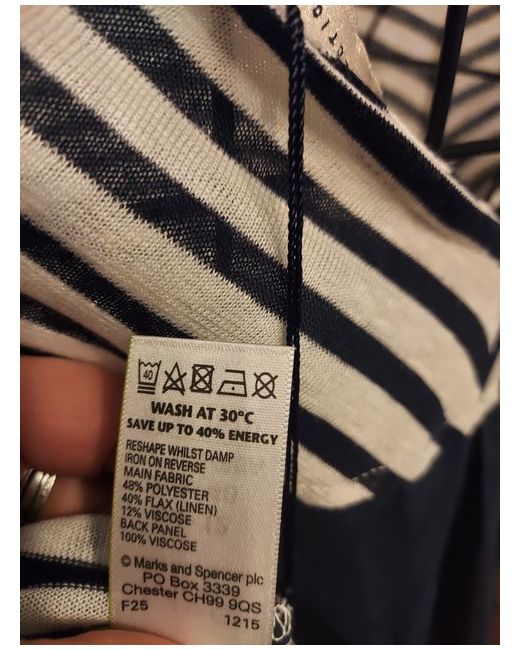 CTIO
40
WASH AT 30°C
SAVE UP TO 40% ENERGY
RESHAPE WHILST DAMP
IRON ON REVERSE
MAIN FABRIC
48% POLYESTER
40% FLAX (LINEN)
12% VISCOSE
BACK PANEL
100% VISCOSE
© Marks and Spencer plc
PO Box 3339
Chester CH99 9QS
F25 1215